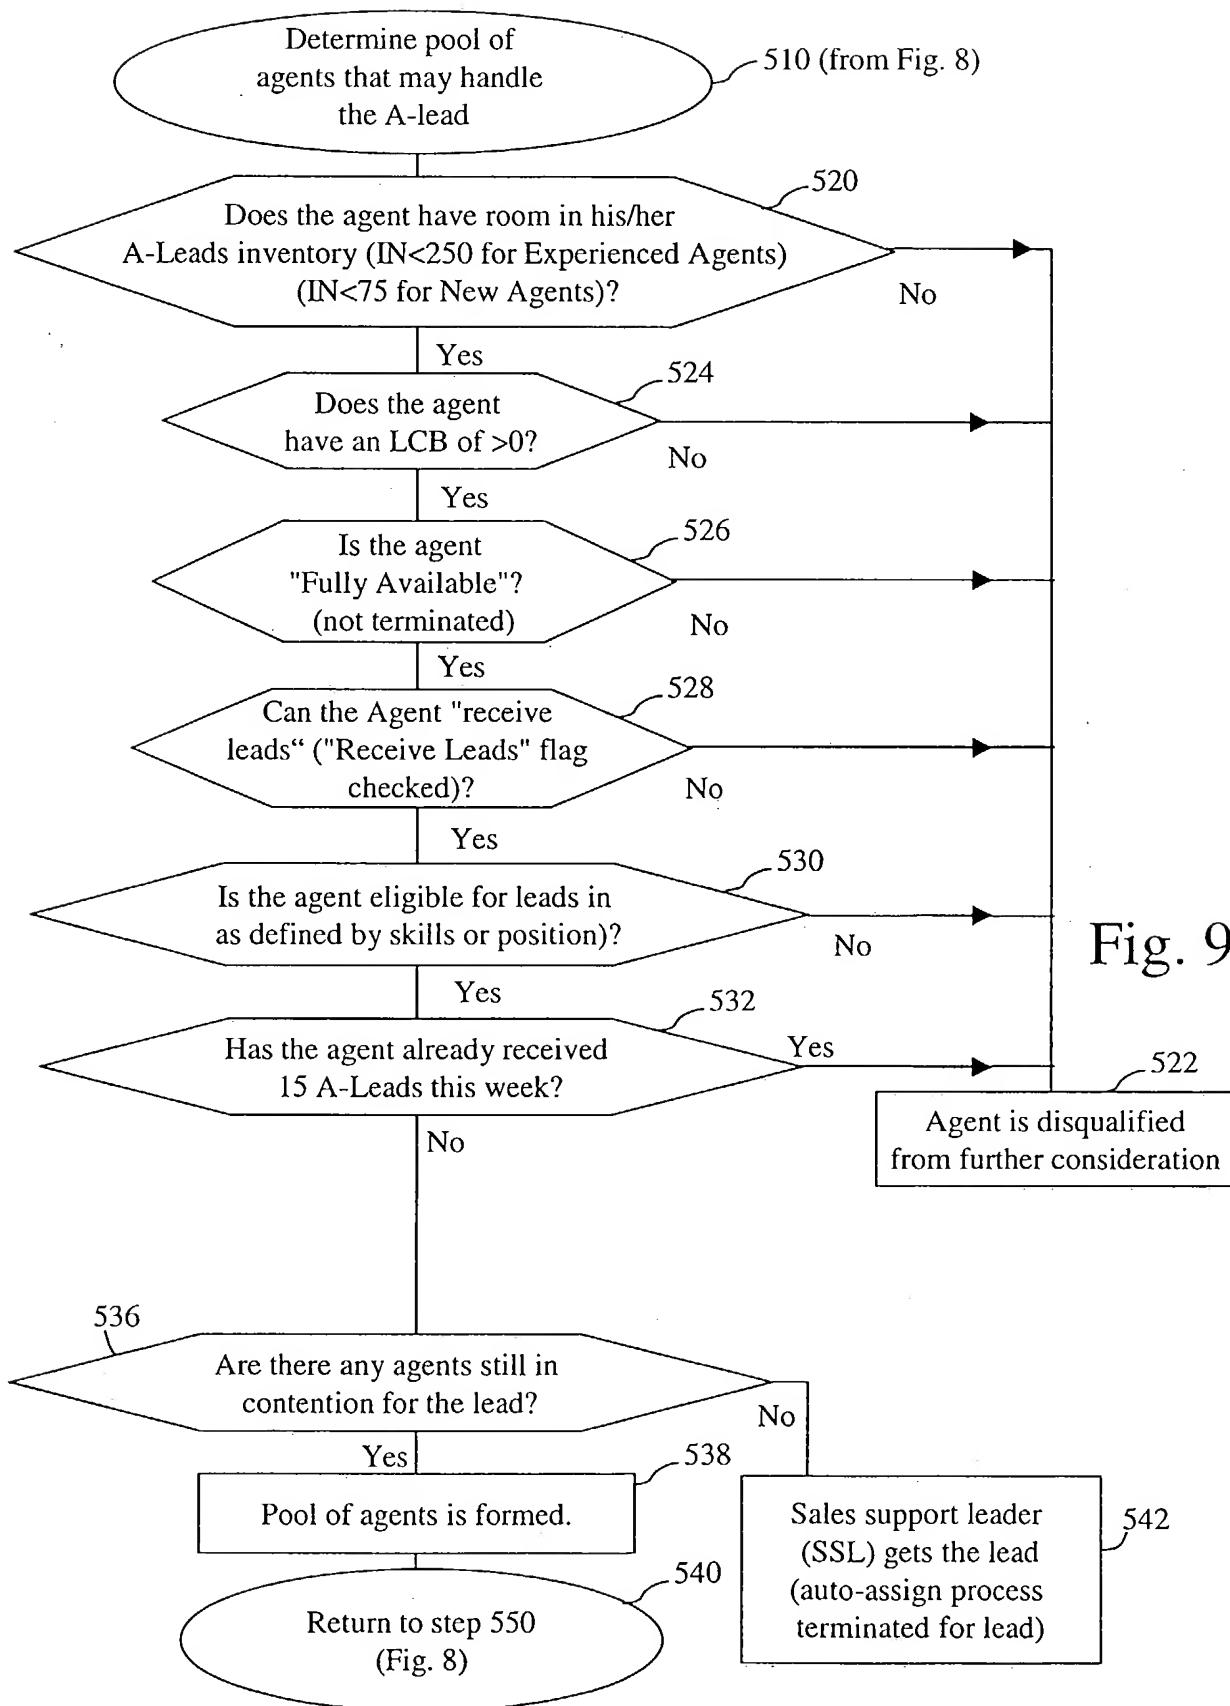 Determine pool of
agents that may handle
the A-lead
510 (from Fig. 8)
520
Does the agent have room in his/her
A-Leads inventory (IN<250 for Experienced Agents)
(IN<75 for New Agents)?
No
Yes
524
Does the agent
have an LCB of >0?
No
Yes
526
Is the agent
"Fully Available"?
(not terminated)
No
Yes
528
Can the Agent "receive
leads“ ("Receive Leads" flag
checked)?
No
Yes
530
Is the agent eligible for leads in
as defined by skills or position)?
No
Fig. 9
Yes
532
Has the agent already received
15 A-Leads this week?
Yes
522
Agent is disqualified
from further consideration
No
536
Are there any agents still in
contention for the lead?
No
Yes
538
Pool of agents is formed.
Sales support leader
(SSL) gets the lead
(auto-assign process
terminated for lead)
542
540
Return to step 550
(Fig. 8)